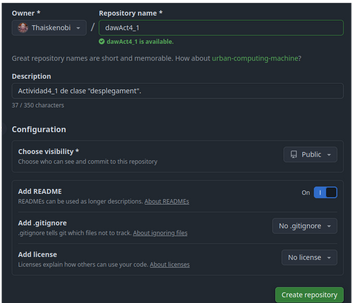 Owner * Repository name *
Thaiskenobi / dawAct4_1
dawAct4_1 is available.
Great repository names are short and memorable. How about urban-computing-machine?
Description
Actividad4_1 de clase "desplegament".
37 / 350 characters
Configuration
Choose visibility * Public
Choose who can see and commit to this repository
Add README On
READMEs can be used as longer descriptions. About READMEs
Add .gitignore No .gitignore
.gitignore tells git which files not to track. About ignoring files
Add license No license
Licenses explain how others can use your code. About licenses
Create repository